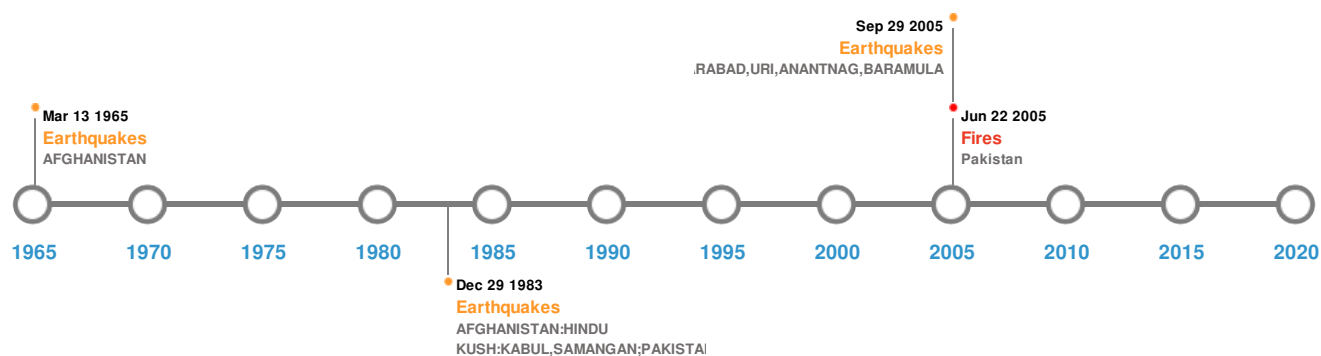 Sep 29 2005
Earthquakes
RABAD,URI,ANANTNAG,BARAMULA
Mar 13 1965
Earthquakes
AFGHANISTAN
Jun 22 2005
Fires
Pakistan
1965 1970 1975 1980 1985 1990 1995 2000 2005 2010 2015 2020
Dec 29 1983
Earthquakes
AFGHANISTAN:HINDU
KUSH:KABUL,SAMANGAN;PAKISTA